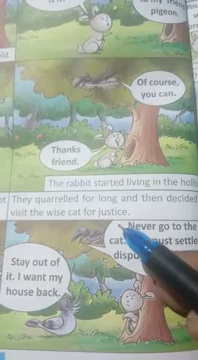 pigeon.
Of course,
you can.
Thanks
friend.
The rabbit started living in the hollo
They quarrelled for long and then decided
visit the wise cat for justice.
Never go to the
cat. ust settle
dispu
Stay out of
it. I want my
house back.